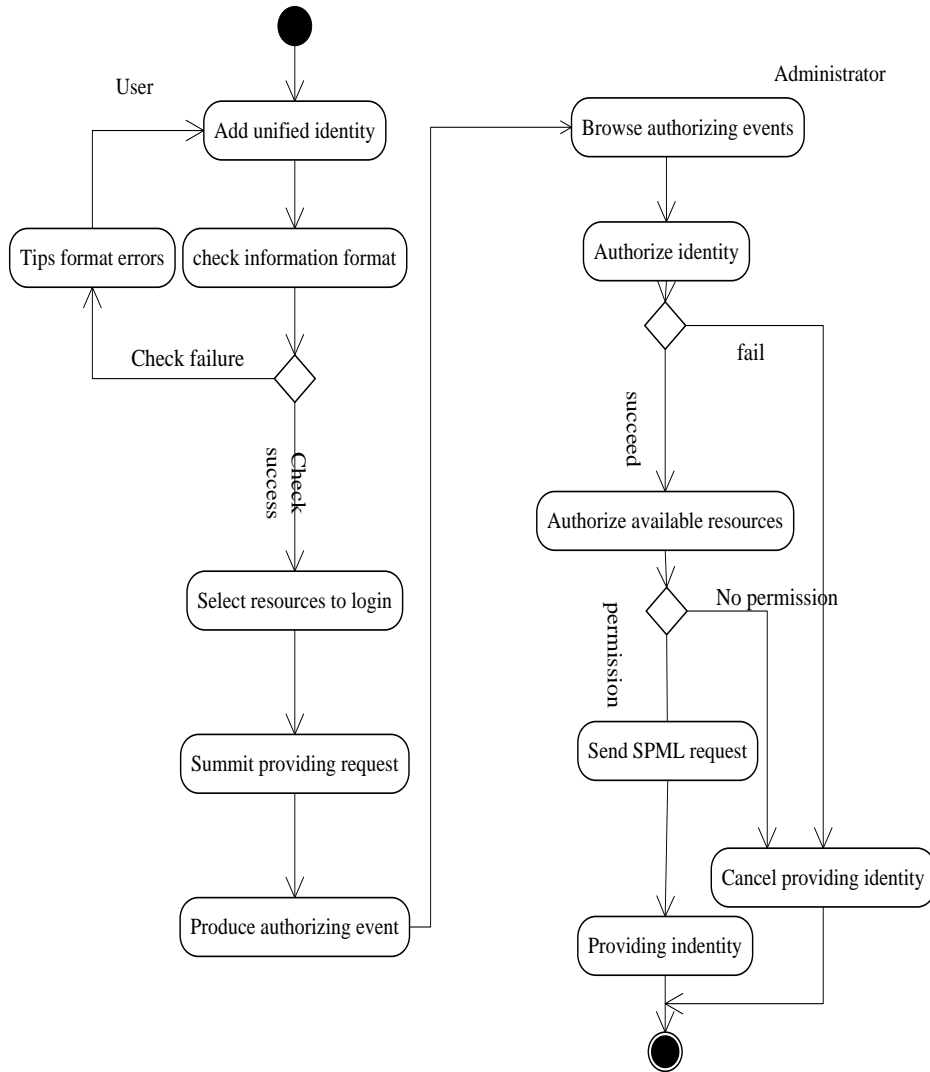 User
Add unified identity
Tips format errors
check information format
Check failure
Check
success
Select resources to login
Summit providing request
Produce authorizing event
Administrator
Browse authorizing events
Authorize identity
fail
succeed
Authorize available resources
No permission
permission
Send SPML request
Cancel providing identity
Providing indentity